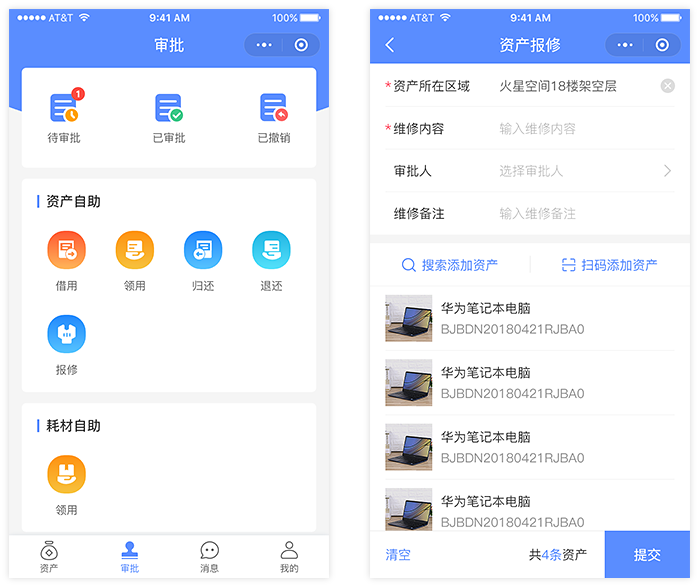 AT&T 9:41 AM 100%
审批
1
待审批 已审批 已撤销
资产自助
借用 领用 归还 退还
报修
耗材自助
领用
资产 审批 消息 我的
AT&T 9:41 AM 100%
资产报修
*资产所在区域 火星空间18楼架空层
*维修内容 输入维修内容
审批人 选择审批人
维修备注 输入维修备注
搜索添加资产 扫码添加资产
华为笔记本电脑
BJBDN20180421RJBA0
华为笔记本电脑
BJBDN20180421RJBA0
华为笔记本电脑
BJBDN20180421RJBA0
华为笔记本电脑
BJBDN20180421RJBA0
清空 共4条资产 提交